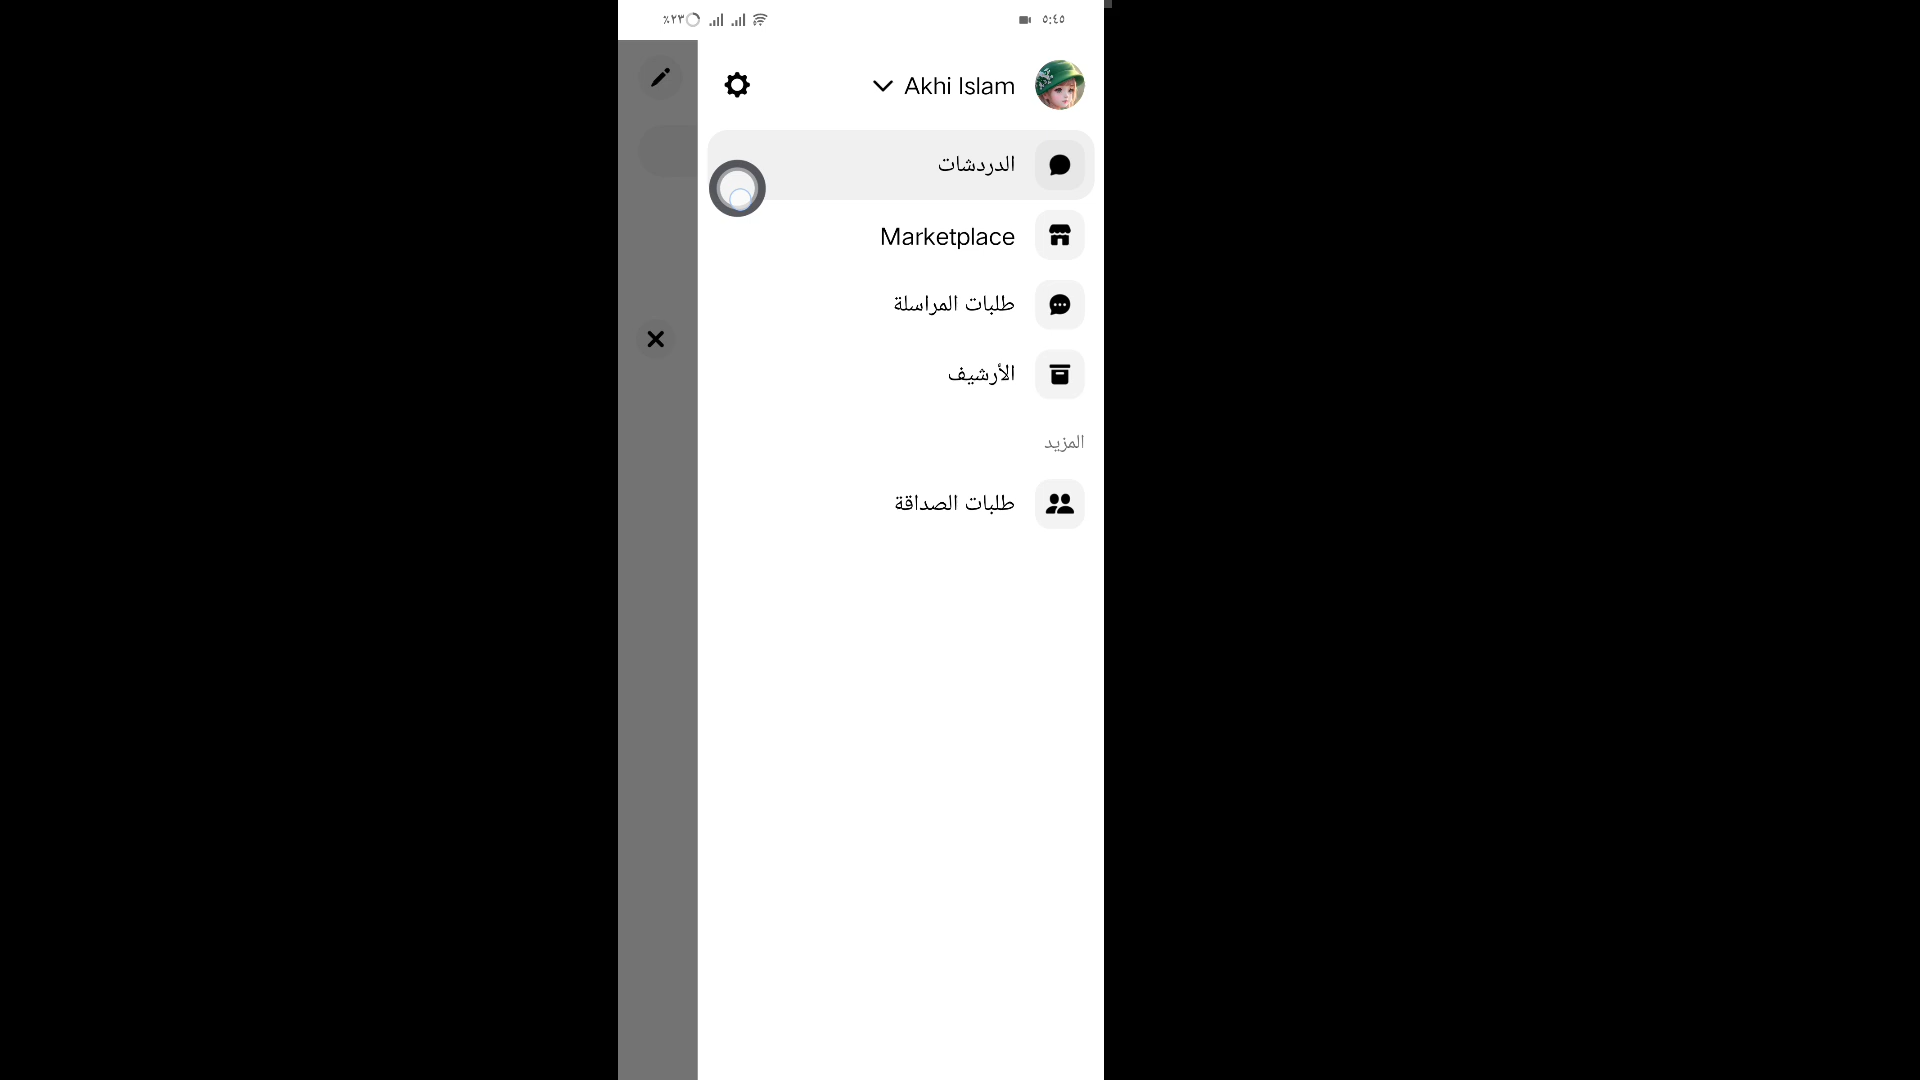 ٥:٤٥ ٪٢٣
Akhi Islam
الدردشات
Marketplace
طلبات المراسلة
الأرشيف
المزيد
طلبات الصداقة